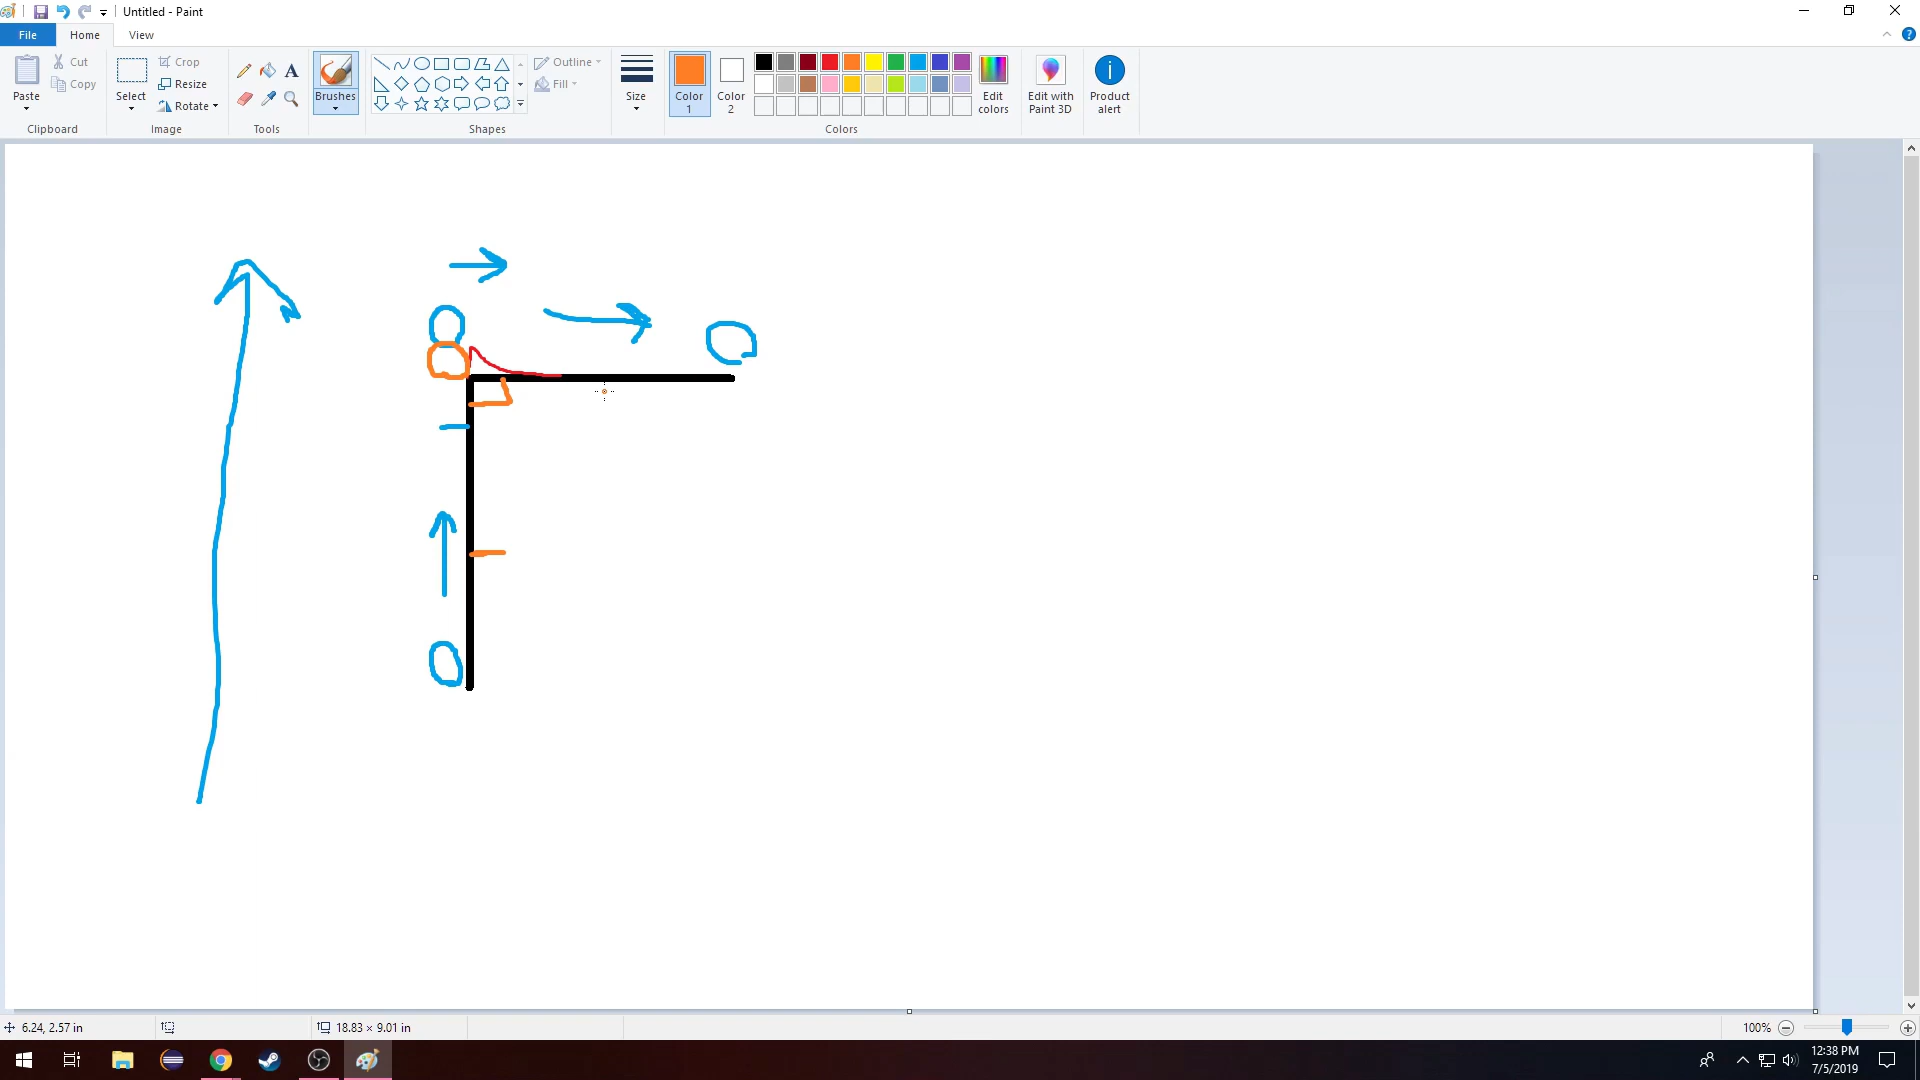 Untitled - Paint
File Home View
Paste
Cut
Copy
Clipboard
Select
Crop
Resize
Rotate
Image
A
Tools
Brushes
Outline
Fill
Shapes
Size
Color 1
Color 2
Edit colors
Colors
Edit with Paint 3D
Product alert
6.24, 2.57 in
18.83 × 9.01 in
100%
12:38 PM
7/5/2019